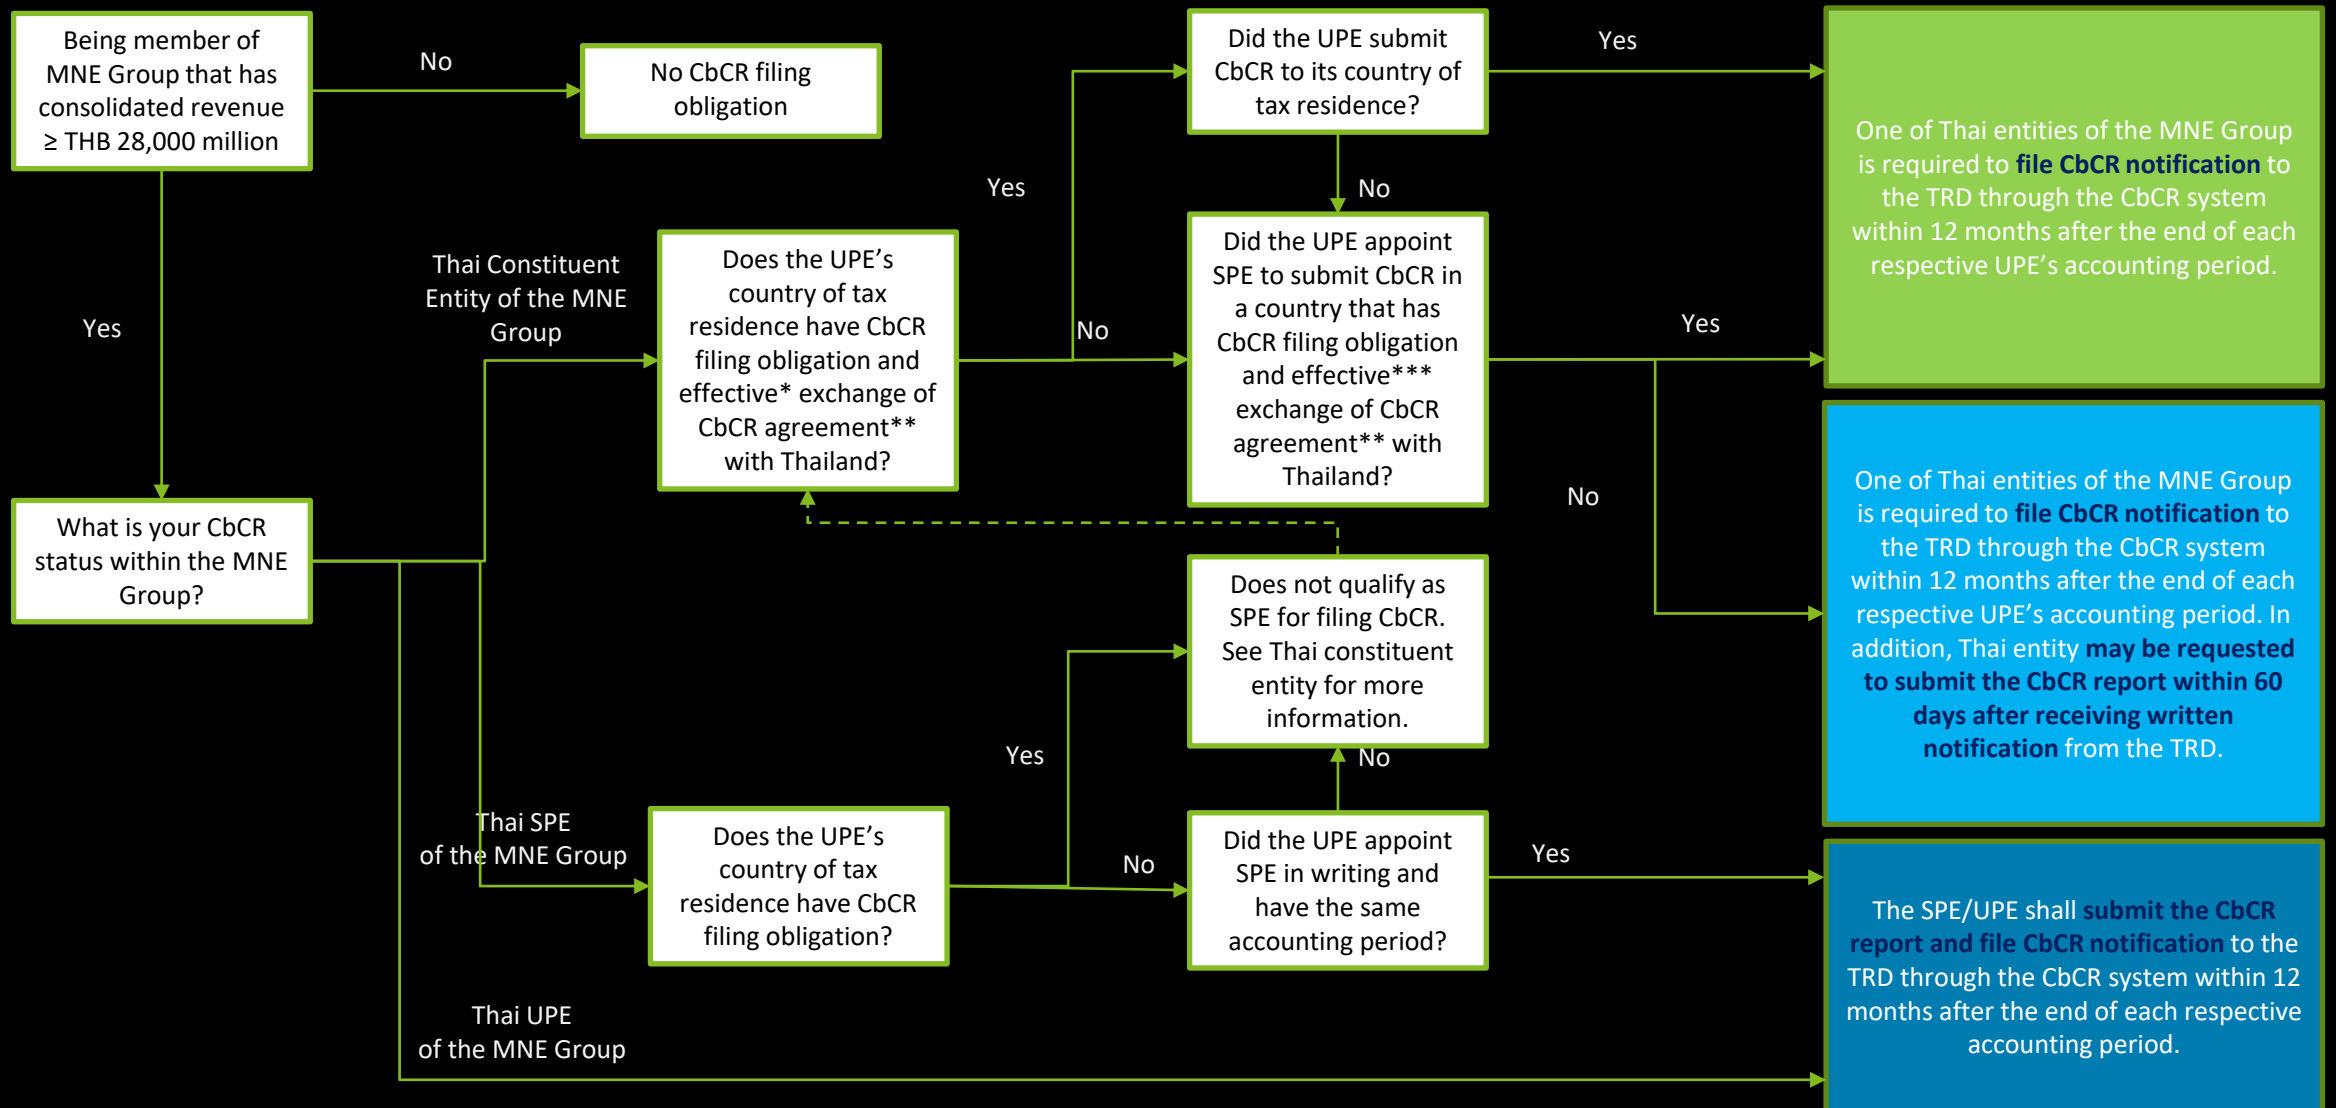 Being member of
MNE Group that has
consolidated revenue
≥ THB 28,000 million
No
No CbCR filing
obligation
Did the UPE submit
CbCR to its country of
tax residence?
Yes
One of Thai entities of the MNE Group
is required to file CbCR notification to
the TRD through the CbCR system
within 12 months after the end of each
respective UPE’s accounting period.
Yes
No
Yes
Thai Constituent
Entity of the MNE
Group
Does the UPE’s
country of tax
residence have CbCR
filing obligation and
effective* exchange of
CbCR agreement**
with Thailand?
No
Did the UPE appoint
SPE to submit CbCR in
a country that has
CbCR filing obligation
and effective***
exchange of CbCR
agreement** with
Thailand?
Yes
No
One of Thai entities of the MNE Group
is required to file CbCR notification to
the TRD through the CbCR system
within 12 months after the end of each
respective UPE’s accounting period. In
addition, Thai entity may be requested
to submit the CbCR report within 60
days after receiving written
notification from the TRD.
What is your CbCR
status within the MNE
Group?
Does not qualify as
SPE for filing CbCR.
See Thai constituent
entity for more
information.
Yes
No
Thai SPE
of the MNE Group
Does the UPE’s
country of tax
residence have CbCR
filing obligation?
No
Did the UPE appoint
SPE in writing and
have the same
accounting period?
Yes
The SPE/UPE shall submit the CbCR
report and file CbCR notification to the
TRD through the CbCR system within 12
months after the end of each respective
accounting period.
Thai UPE
of the MNE Group